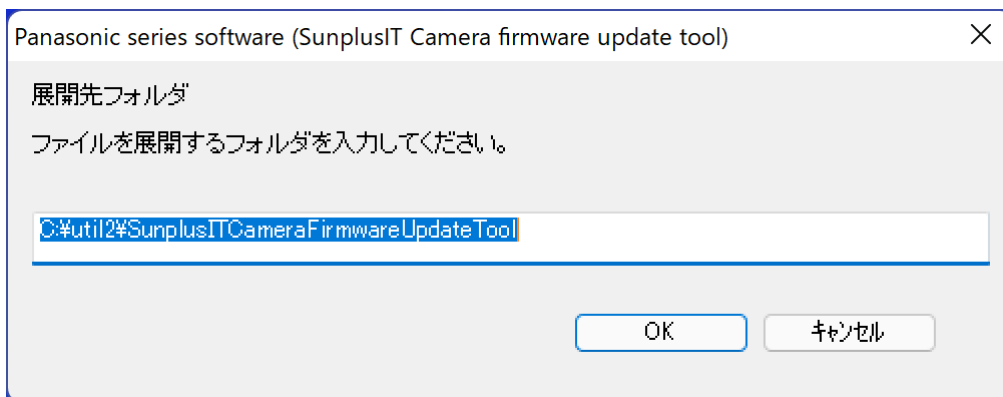 Panasonic series software (SunplusIT Camera firmware update tool)
展開先フォルダ
ファイルを展開するフォルダを入力してください。
C:¥util2¥SunplusITCameraFirmwareUpdateTool
OK
キャンセル